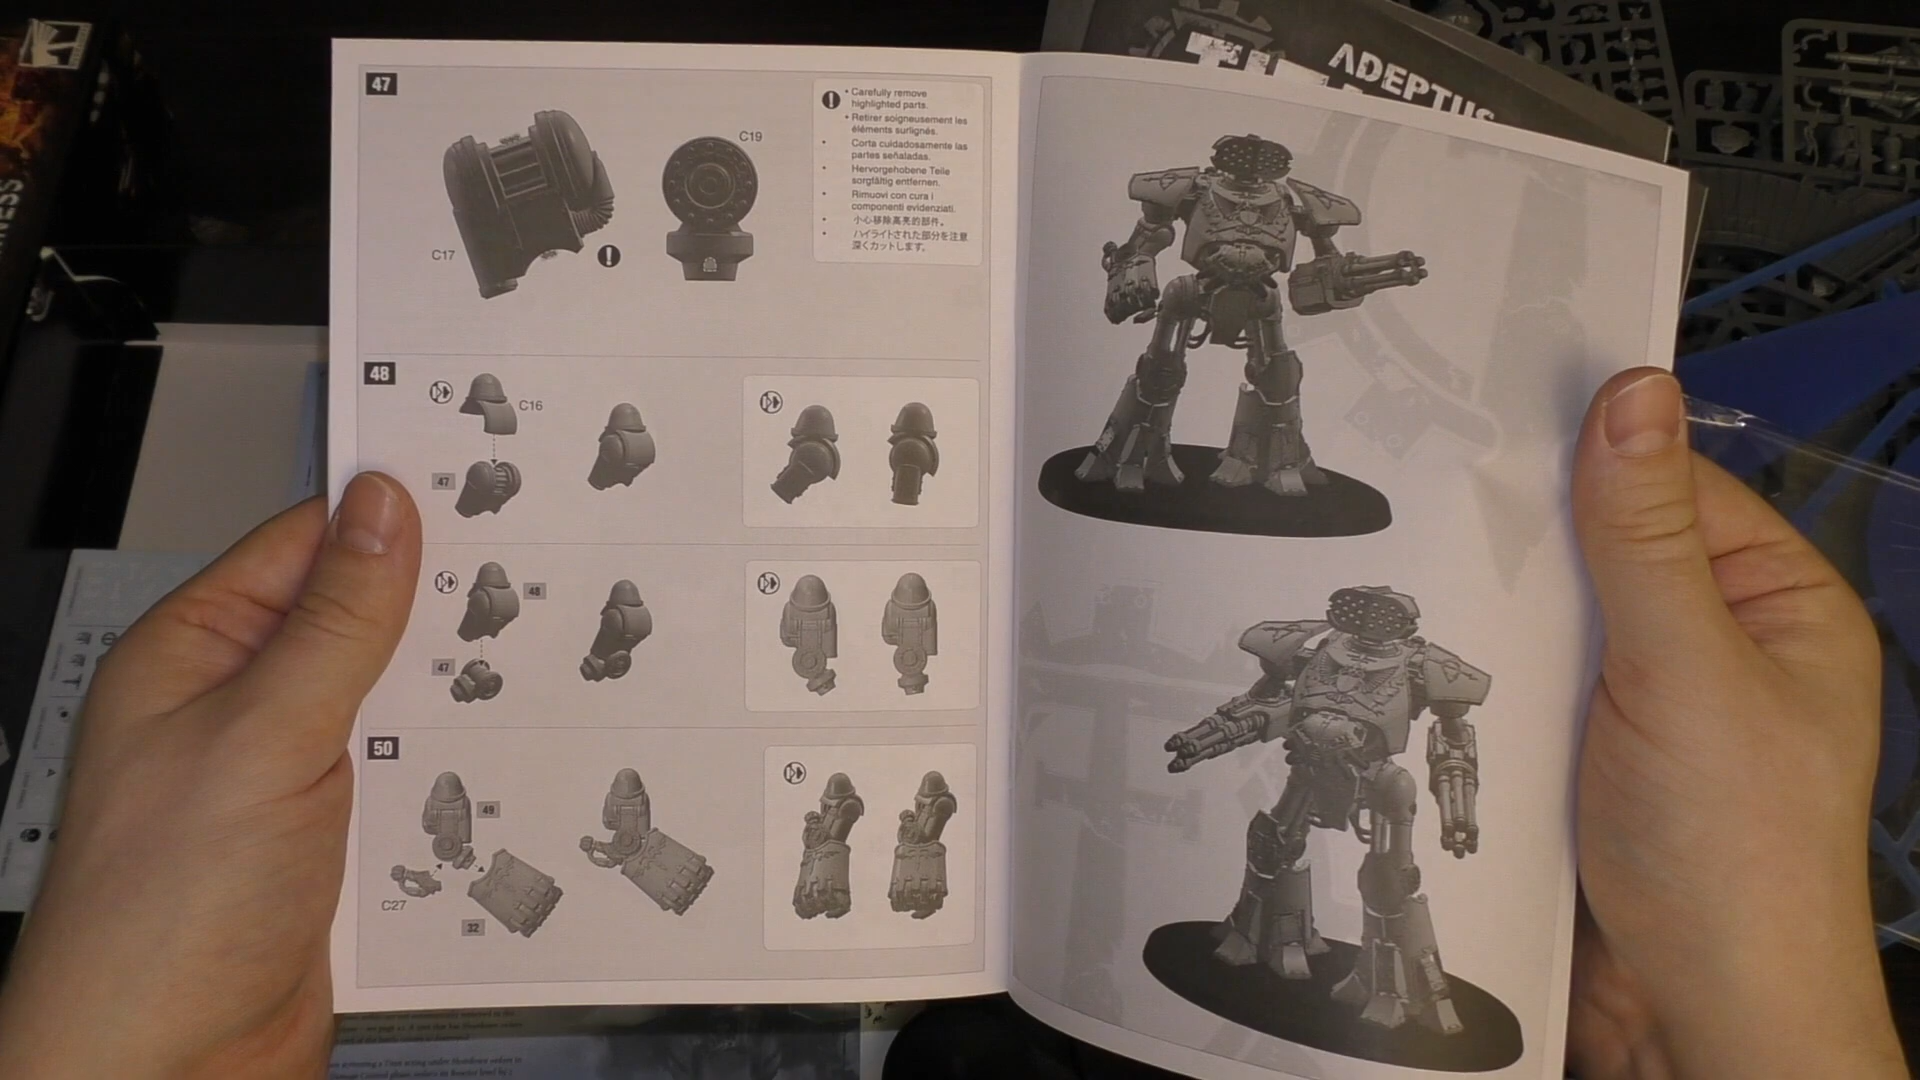 47
C17
C19
• Carefully remove
highlighted parts.
• Retirer soigneusement les
éléments surlignés.
• Corta cuidadosamente las
partes señaladas.
• Hervorgehobene Teile
sorgfältig entfernen.
• Rimuovi con cura i
componenti evidenziati.
• 小心移除高亮的部件。
• ハイライトされた部分を注意
深くカットします。
48
C16
47
48
47
50
49
C27
32
ADEPTUS